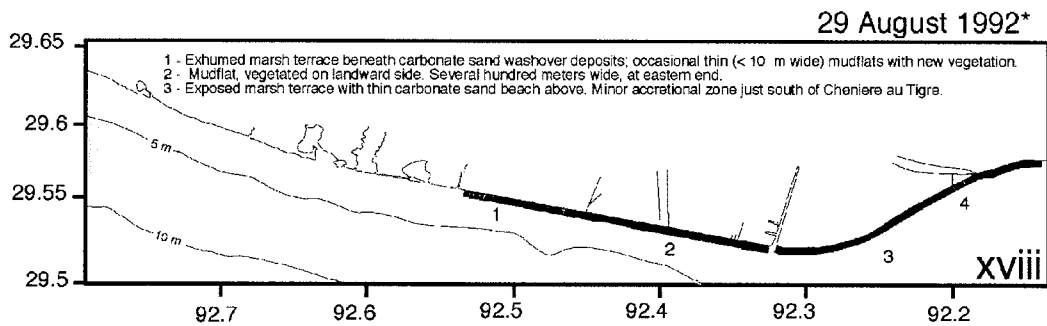 29 August 1992*
29.65
1 - Exhumed marsh terrace beneath carbonate sand washover deposits; occasional thin (< 10 m wide) mudflats with new vegetation.
2 - Mudflat, vegetated on landward side. Several hundred meters wide, at eastern end.
3 - Exposed marsh terrace with thin carbonate sand beach above. Minor accretional zone just south of Cheniere au Tigre.
29.6
5 m
29.55
1
4
10 m
2
3
xviii
29.5
92.7
92.6
92.5
92.4
92.3
92.2